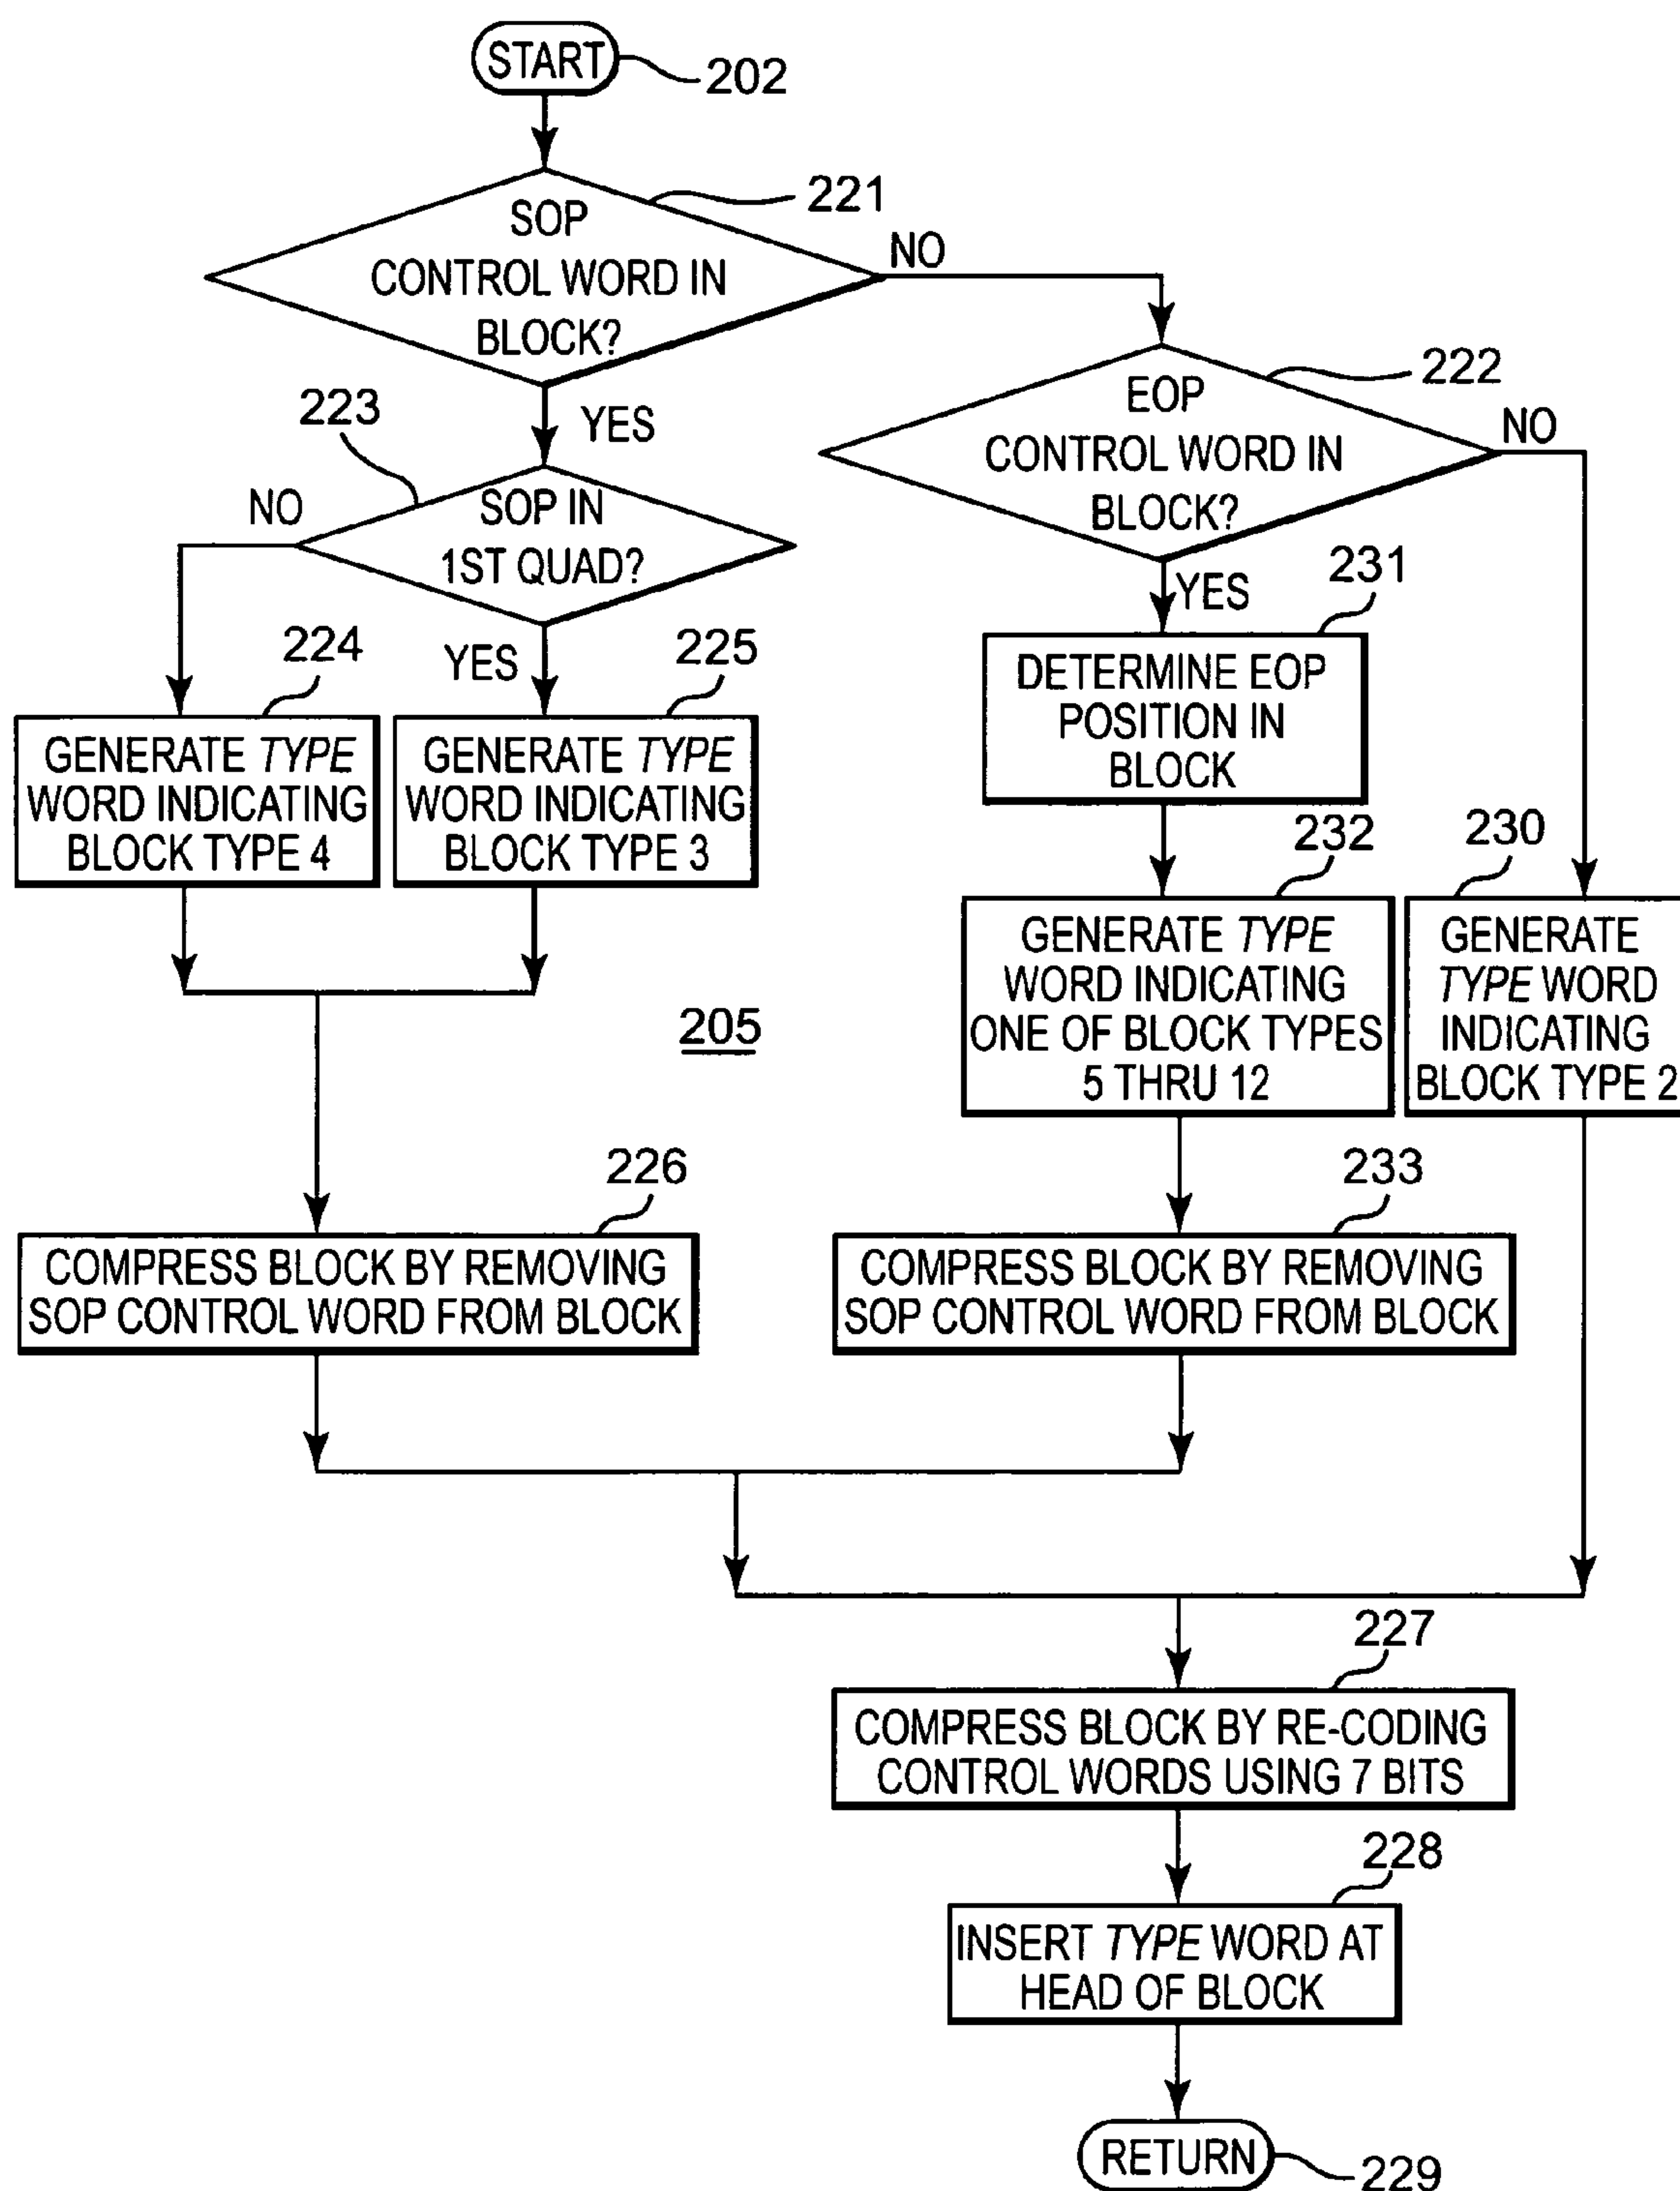 START
202
SOP
CONTROL WORD IN
BLOCK?
221
NO
YES
EOP
CONTROL WORD IN
BLOCK?
222
NO
YES
223
SOP IN
1ST QUAD?
NO
YES
224
GENERATE TYPE
WORD INDICATING
BLOCK TYPE 4
225
GENERATE TYPE
WORD INDICATING
BLOCK TYPE 3
231
DETERMINE EOP
POSITION IN
BLOCK
232
GENERATE TYPE
WORD INDICATING
ONE OF BLOCK TYPES
5 THRU 12
230
GENERATE
TYPE WORD
INDICATING
BLOCK TYPE 2
205
226
COMPRESS BLOCK BY REMOVING
SOP CONTROL WORD FROM BLOCK
233
COMPRESS BLOCK BY REMOVING
SOP CONTROL WORD FROM BLOCK
227
COMPRESS BLOCK BY RE-CODING
CONTROL WORDS USING 7 BITS
228
INSERT TYPE WORD AT
HEAD OF BLOCK
RETURN
229